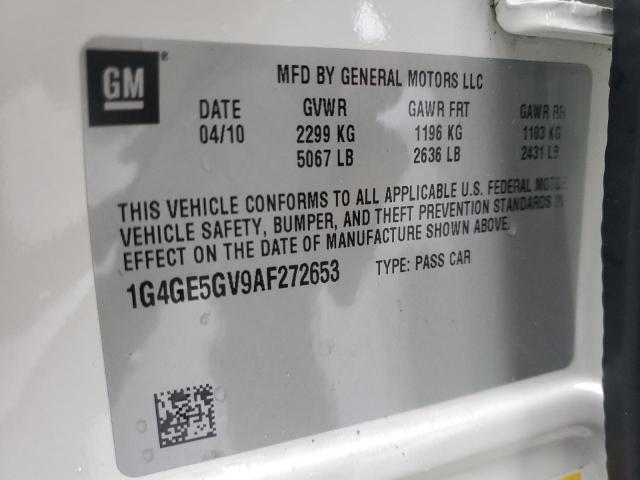 GM
MFD BY GENERAL MOTORS LLC
DATE GVWR GAWR FRT GAWR RR
04/10 2299 KG 1196 KG 1103 KG
5067 LB 2636 LB 2431 LB
THIS VEHICLE CONFORMS TO ALL APPLICABLE U.S. FEDERAL MOTOR
VEHICLE SAFETY, BUMPER, AND THEFT PREVENTION STANDARDS IN
EFFECT ON THE DATE OF MANUFACTURE SHOWN ABOVE.
1G4GE5GV9AF272653 TYPE: PASS CAR